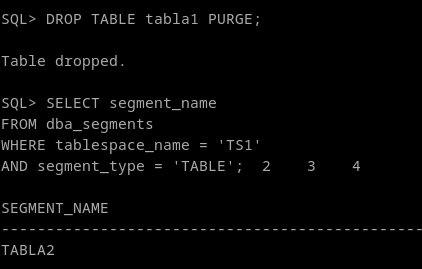 SQL> DROP TABLE tabla1 PURGE;
Table dropped.
SQL> SELECT segment_name
FROM dba_segments
WHERE tablespace_name = 'TS1'
AND segment_type = 'TABLE';  2    3    4
SEGMENT_NAME
-----------------------------------------------
TABLA2